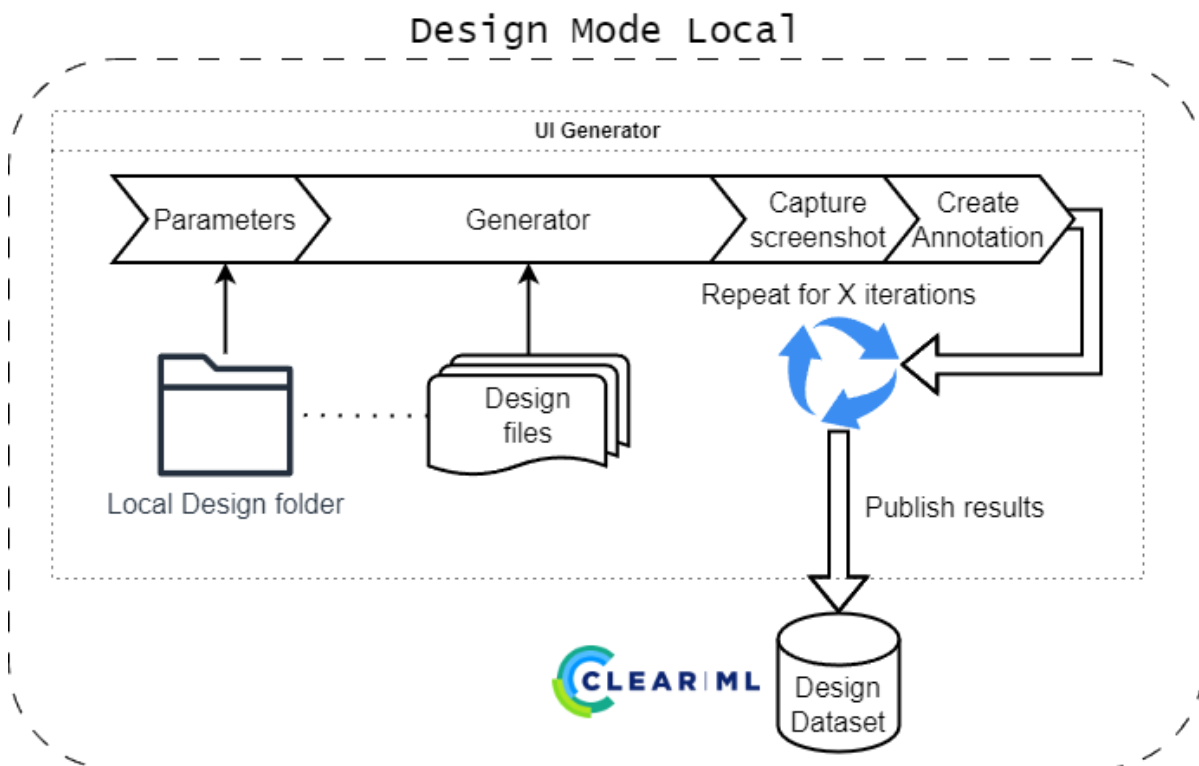 Design Mode Local
UI Generator
Parameters
Generator
Capture
screenshot
Create
Annotation
Repeat for X iterations
Design
files
Local Design folder
Publish results
CLEAR|ML
Design
Dataset